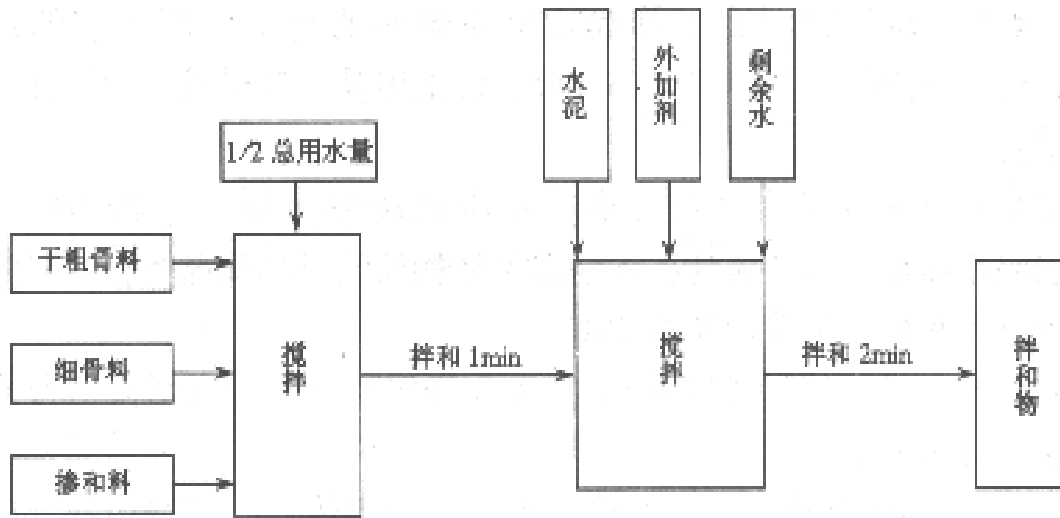 水泥
外加剂
剩余水
1/2 总用水量
干粗骨料
细骨料
掺和料
搅拌
拌和 1min
搅拌
拌和 2min
拌和物